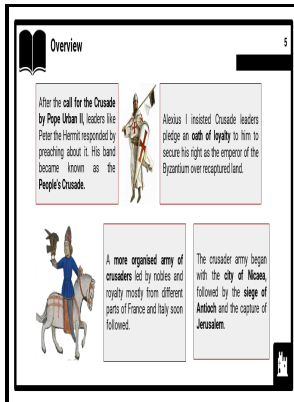 Overview
5
After the call for the Crusade
by Pope Urban II, leaders like
Peter the Hermit responded by
preaching about it. His band
became known as the
People's Crusade.
Alexius I insisted Crusade leaders
pledge an oath of loyalty to him to
secure his right as the emperor of the
Byzantium over recaptured land.
A more organised army of
crusaders led by nobles and
royalty mostly from different
parts of France and Italy soon
followed.
The crusader army began
with the city of Nicaea,
followed by the siege of
Antioch and the capture of
Jerusalem.